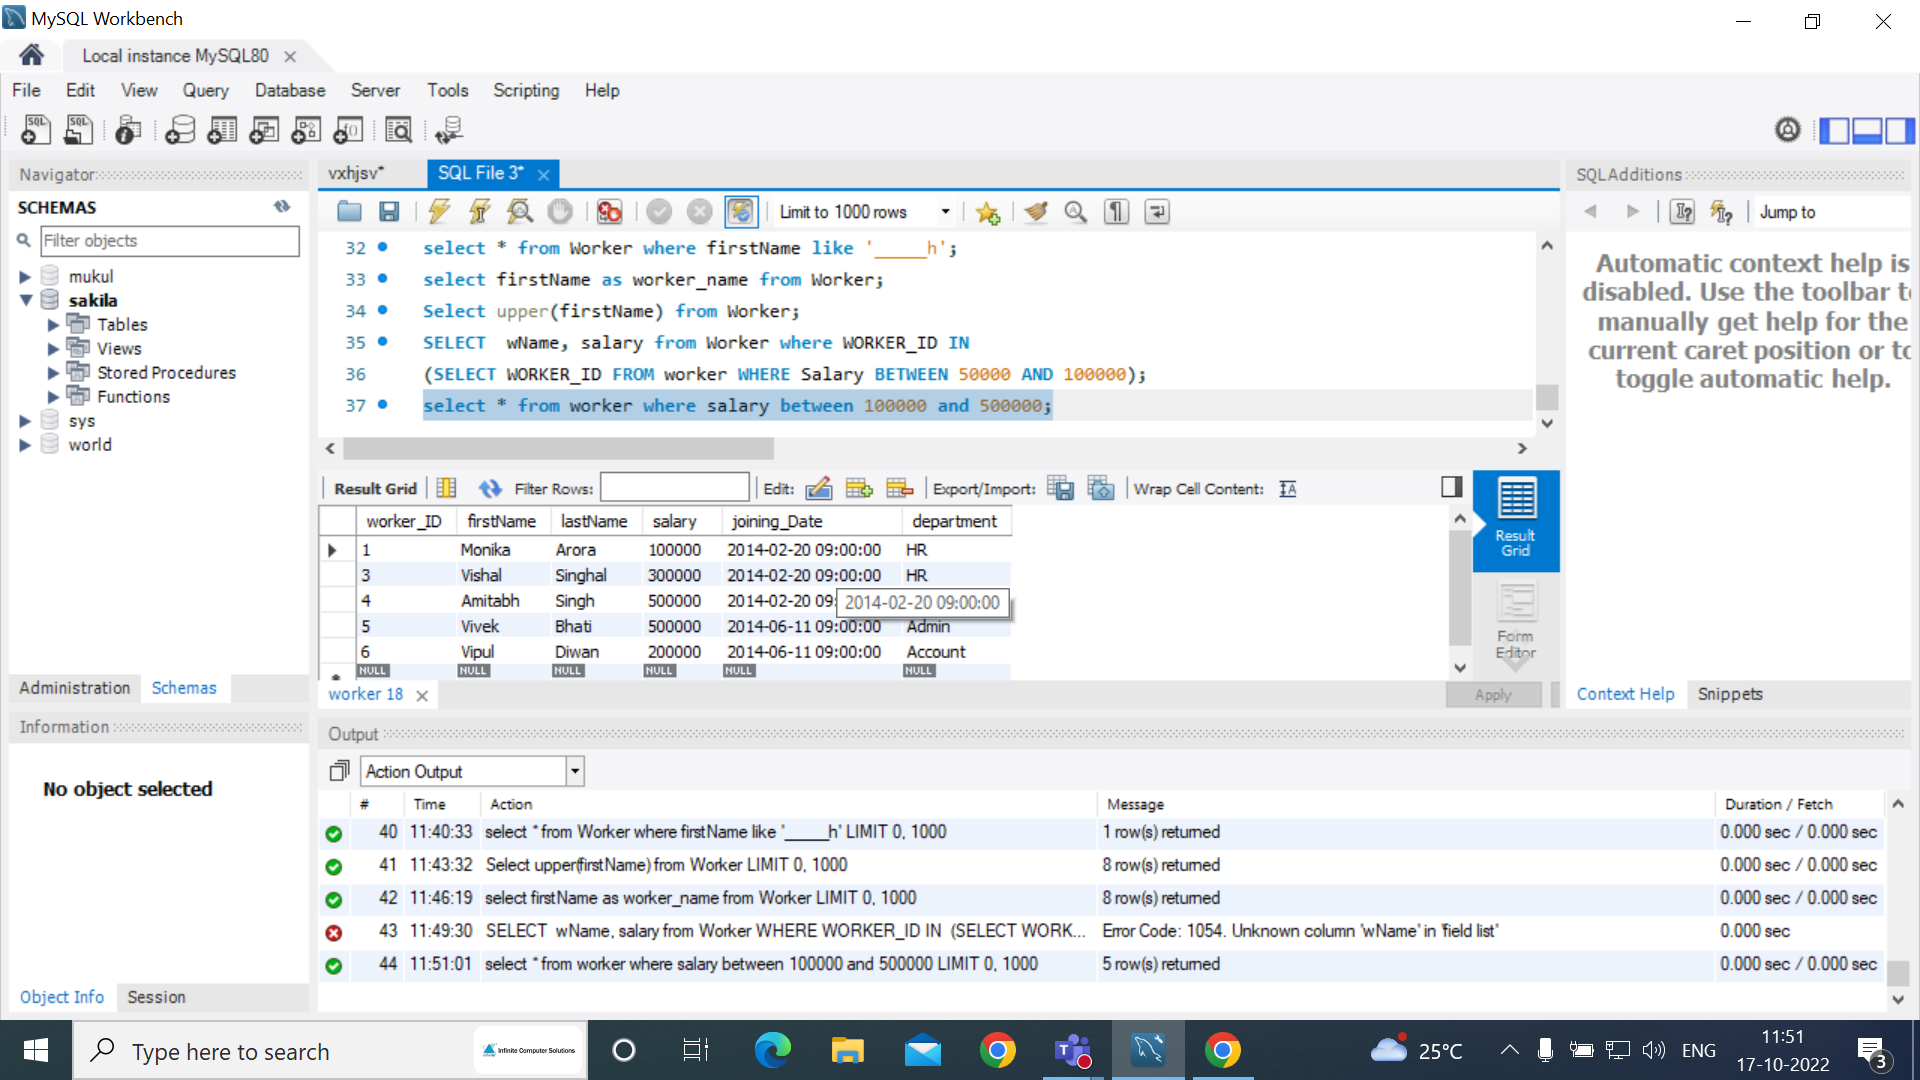 MySQL Workbench
Local instance MySQL80
File Edit View Query Database Server Tools Scripting Help
Navigator
SCHEMAS
Filter objects
mukul
sakila
Tables
Views
Stored Procedures
Functions
sys
world
Administration Schemas
Information
No object selected
Object Info Session
vxhjsv* SQL File 3*
Limit to 1000 rows
32 select * from Worker where firstName like '_____h';
33 select firstName as worker_name from Worker;
34 Select upper(firstName) from Worker;
35 SELECT wName, salary from Worker where WORKER_ID IN
36 (SELECT WORKER_ID FROM worker WHERE Salary BETWEEN 50000 AND 100000);
37 select * from worker where salary between 100000 and 500000;
Result Grid Filter Rows: Edit: Export/Import: Wrap Cell Content: IA
worker_ID firstName lastName salary joining_Date department
1 Monika Arora 100000 2014-02-20 09:00:00 HR
3 Vishal Singhal 300000 2014-02-20 09:00:00 HR
4 Amitabh Singh 500000 2014-02-20 09:
2014-02-20 09:00:00
5 Vivek Bhati 500000 2014-06-11 09:00:00 Admin
6 Vipul Diwan 200000 2014-06-11 09:00:00 Account
NULL NULL NULL NULL NULL NULL
Result Grid
Form Editor
worker 18
Apply
SQLAdditions
Jump to
Automatic context help is
disabled. Use the toolbar to
manually get help for the
current caret position or to
toggle automatic help.
Context Help Snippets
Output
Action Output
# Time Action Message Duration / Fetch
40 11:40:33 select * from Worker where firstName like '_____h' LIMIT 0, 1000 1 row(s) returned 0.000 sec / 0.000 sec
41 11:43:32 Select upper(firstName) from Worker LIMIT 0, 1000 8 row(s) returned 0.000 sec / 0.000 sec
42 11:46:19 select firstName as worker_name from Worker LIMIT 0, 1000 8 row(s) returned 0.000 sec / 0.000 sec
43 11:49:30 SELECT wName, salary from Worker WHERE WORKER_ID IN (SELECT WORK... Error Code: 1054. Unknown column 'wName' in 'field list' 0.000 sec
44 11:51:01 select * from worker where salary between 100000 and 500000 LIMIT 0, 1000 5 row(s) returned 0.000 sec / 0.000 sec
Type here to search
Infinite Computer Solutions
25°C
ENG
11:51
17-10-2022
3